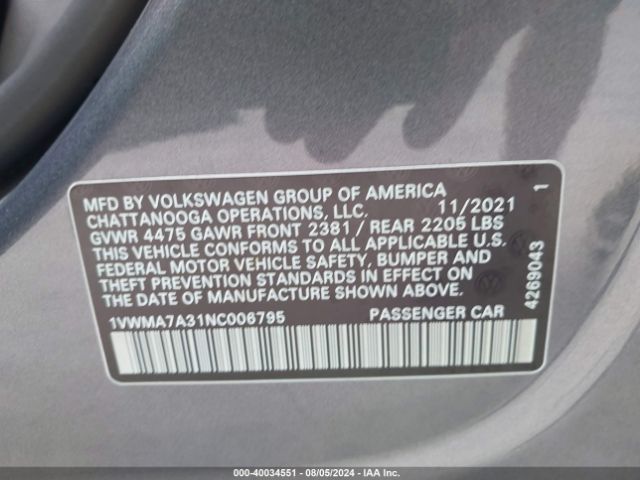 MFD BY VOLKSWAGEN GROUP OF AMERICA
CHATTANOOGA OPERATIONS, LLC. 11/2021 1
GVWR 4475 GAWR FRONT 2381 / REAR 2205 LBS
THIS VEHICLE CONFORMS TO ALL APPLICABLE U.S.
FEDERAL MOTOR VEHICLE SAFETY, BUMPER AND
THEFT PREVENTION STANDARDS IN EFFECT ON THE
DATE OF MANUFACTURE SHOWN ABOVE.
1VWMA7A31NC006795 PASSENGER CAR
4269043
000-40034551 - 08/05/2024 - IAA Inc.